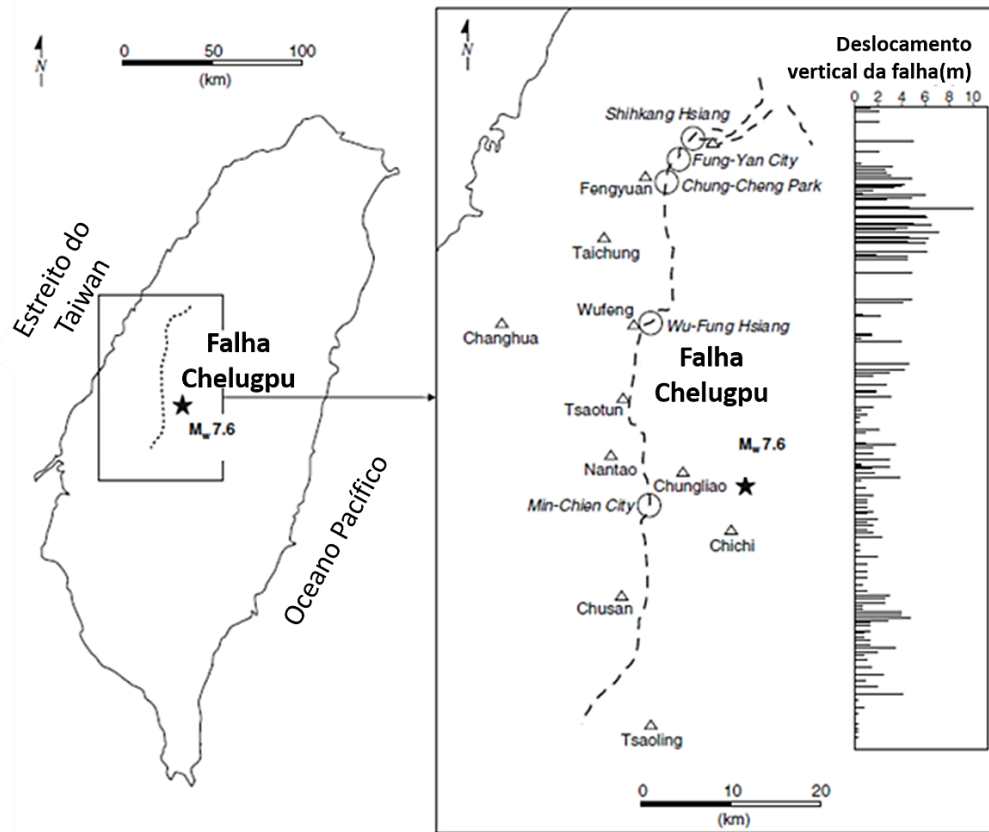 N
0 50 100
(km)
Estreito do
Taiwan
Falha
Chelugpu
Mw 7.6
Oceano Pacífico
N
Deslocamento
vertical da falha(m)
0 2 4 6 8 10
Shihkang Hsiang
Fung-Yan City
Fengyuan
Chung-Cheng Park
Taichung
Wufeng
Wu-Fung Hsiang
Changhua
Falha
Chelugpu
Tsaotun
Mw 7.6
Nantao
Chungliao
Min-Chien City
Chichi
Chusan
Tsaoling
0 10 20
(km)